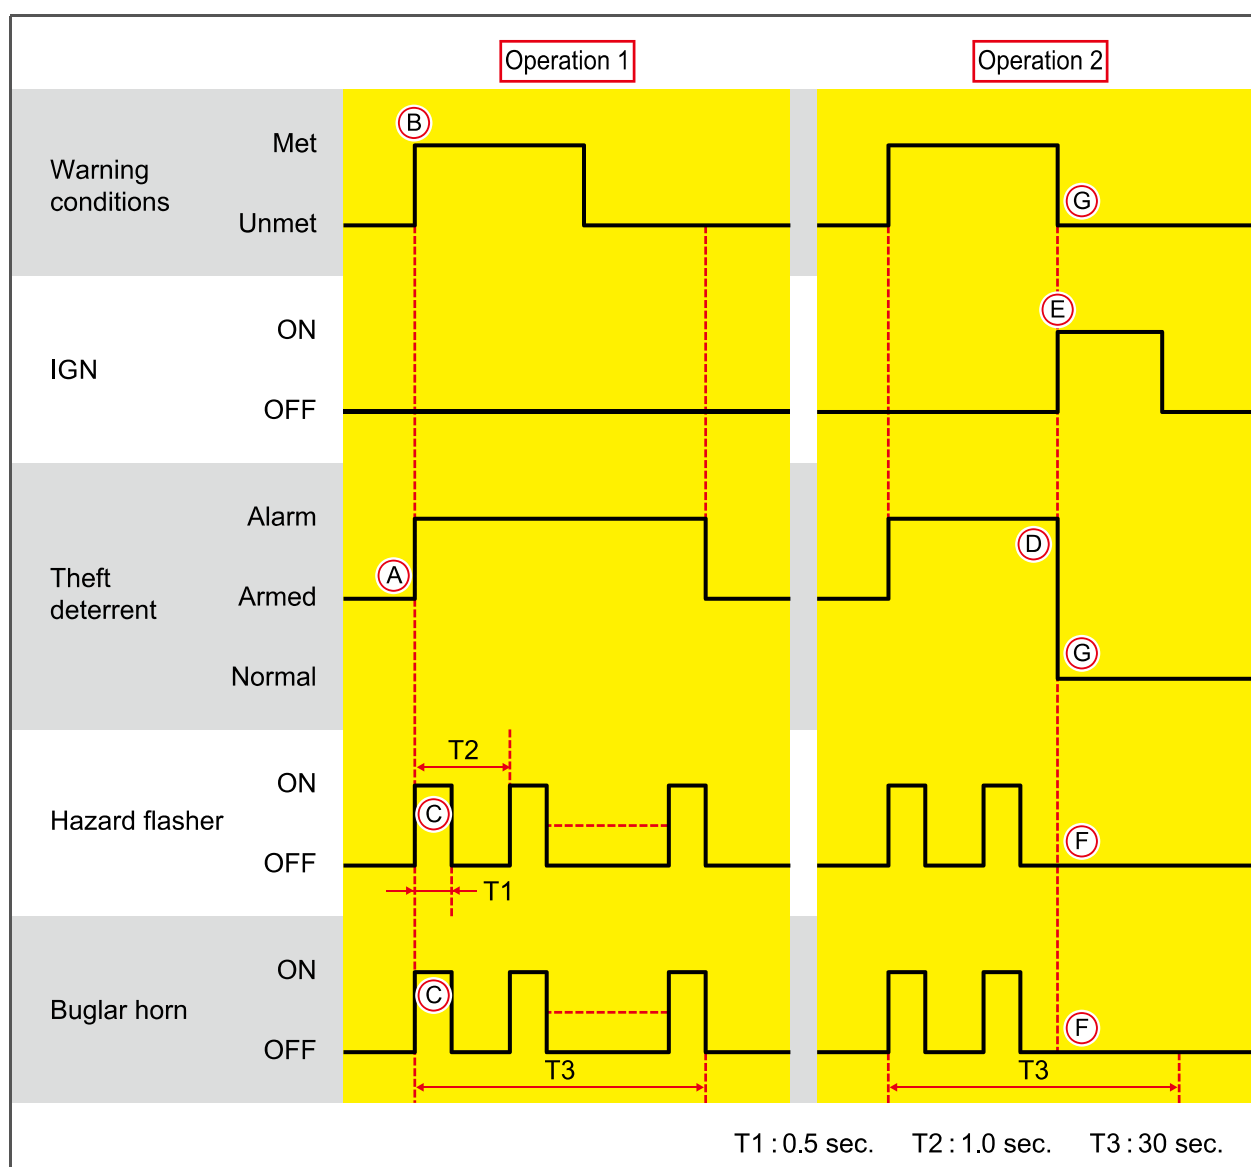 Operation 1
Operation 2
Warning
conditions
Met
Unmet
B
G
IGN
ON
OFF
E
Theft
deterrent
Alarm
Armed
Normal
A
D
G
Hazard flasher
ON
OFF
T2
C
T1
F
Buglar horn
ON
OFF
C
T3
F
T3
T1 : 0.5 sec. T2 : 1.0 sec. T3 : 30 sec.